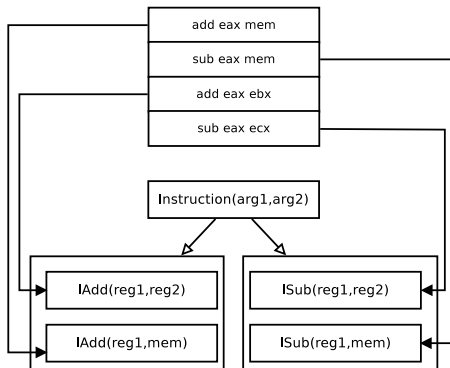 add eax mem
sub eax mem
add eax ebx
sub eax ecx
Instruction(arg1,arg2)
IAdd(reg1,reg2)
ISub(reg1,reg2)
IAdd(reg1,mem)
ISub(reg1,mem)